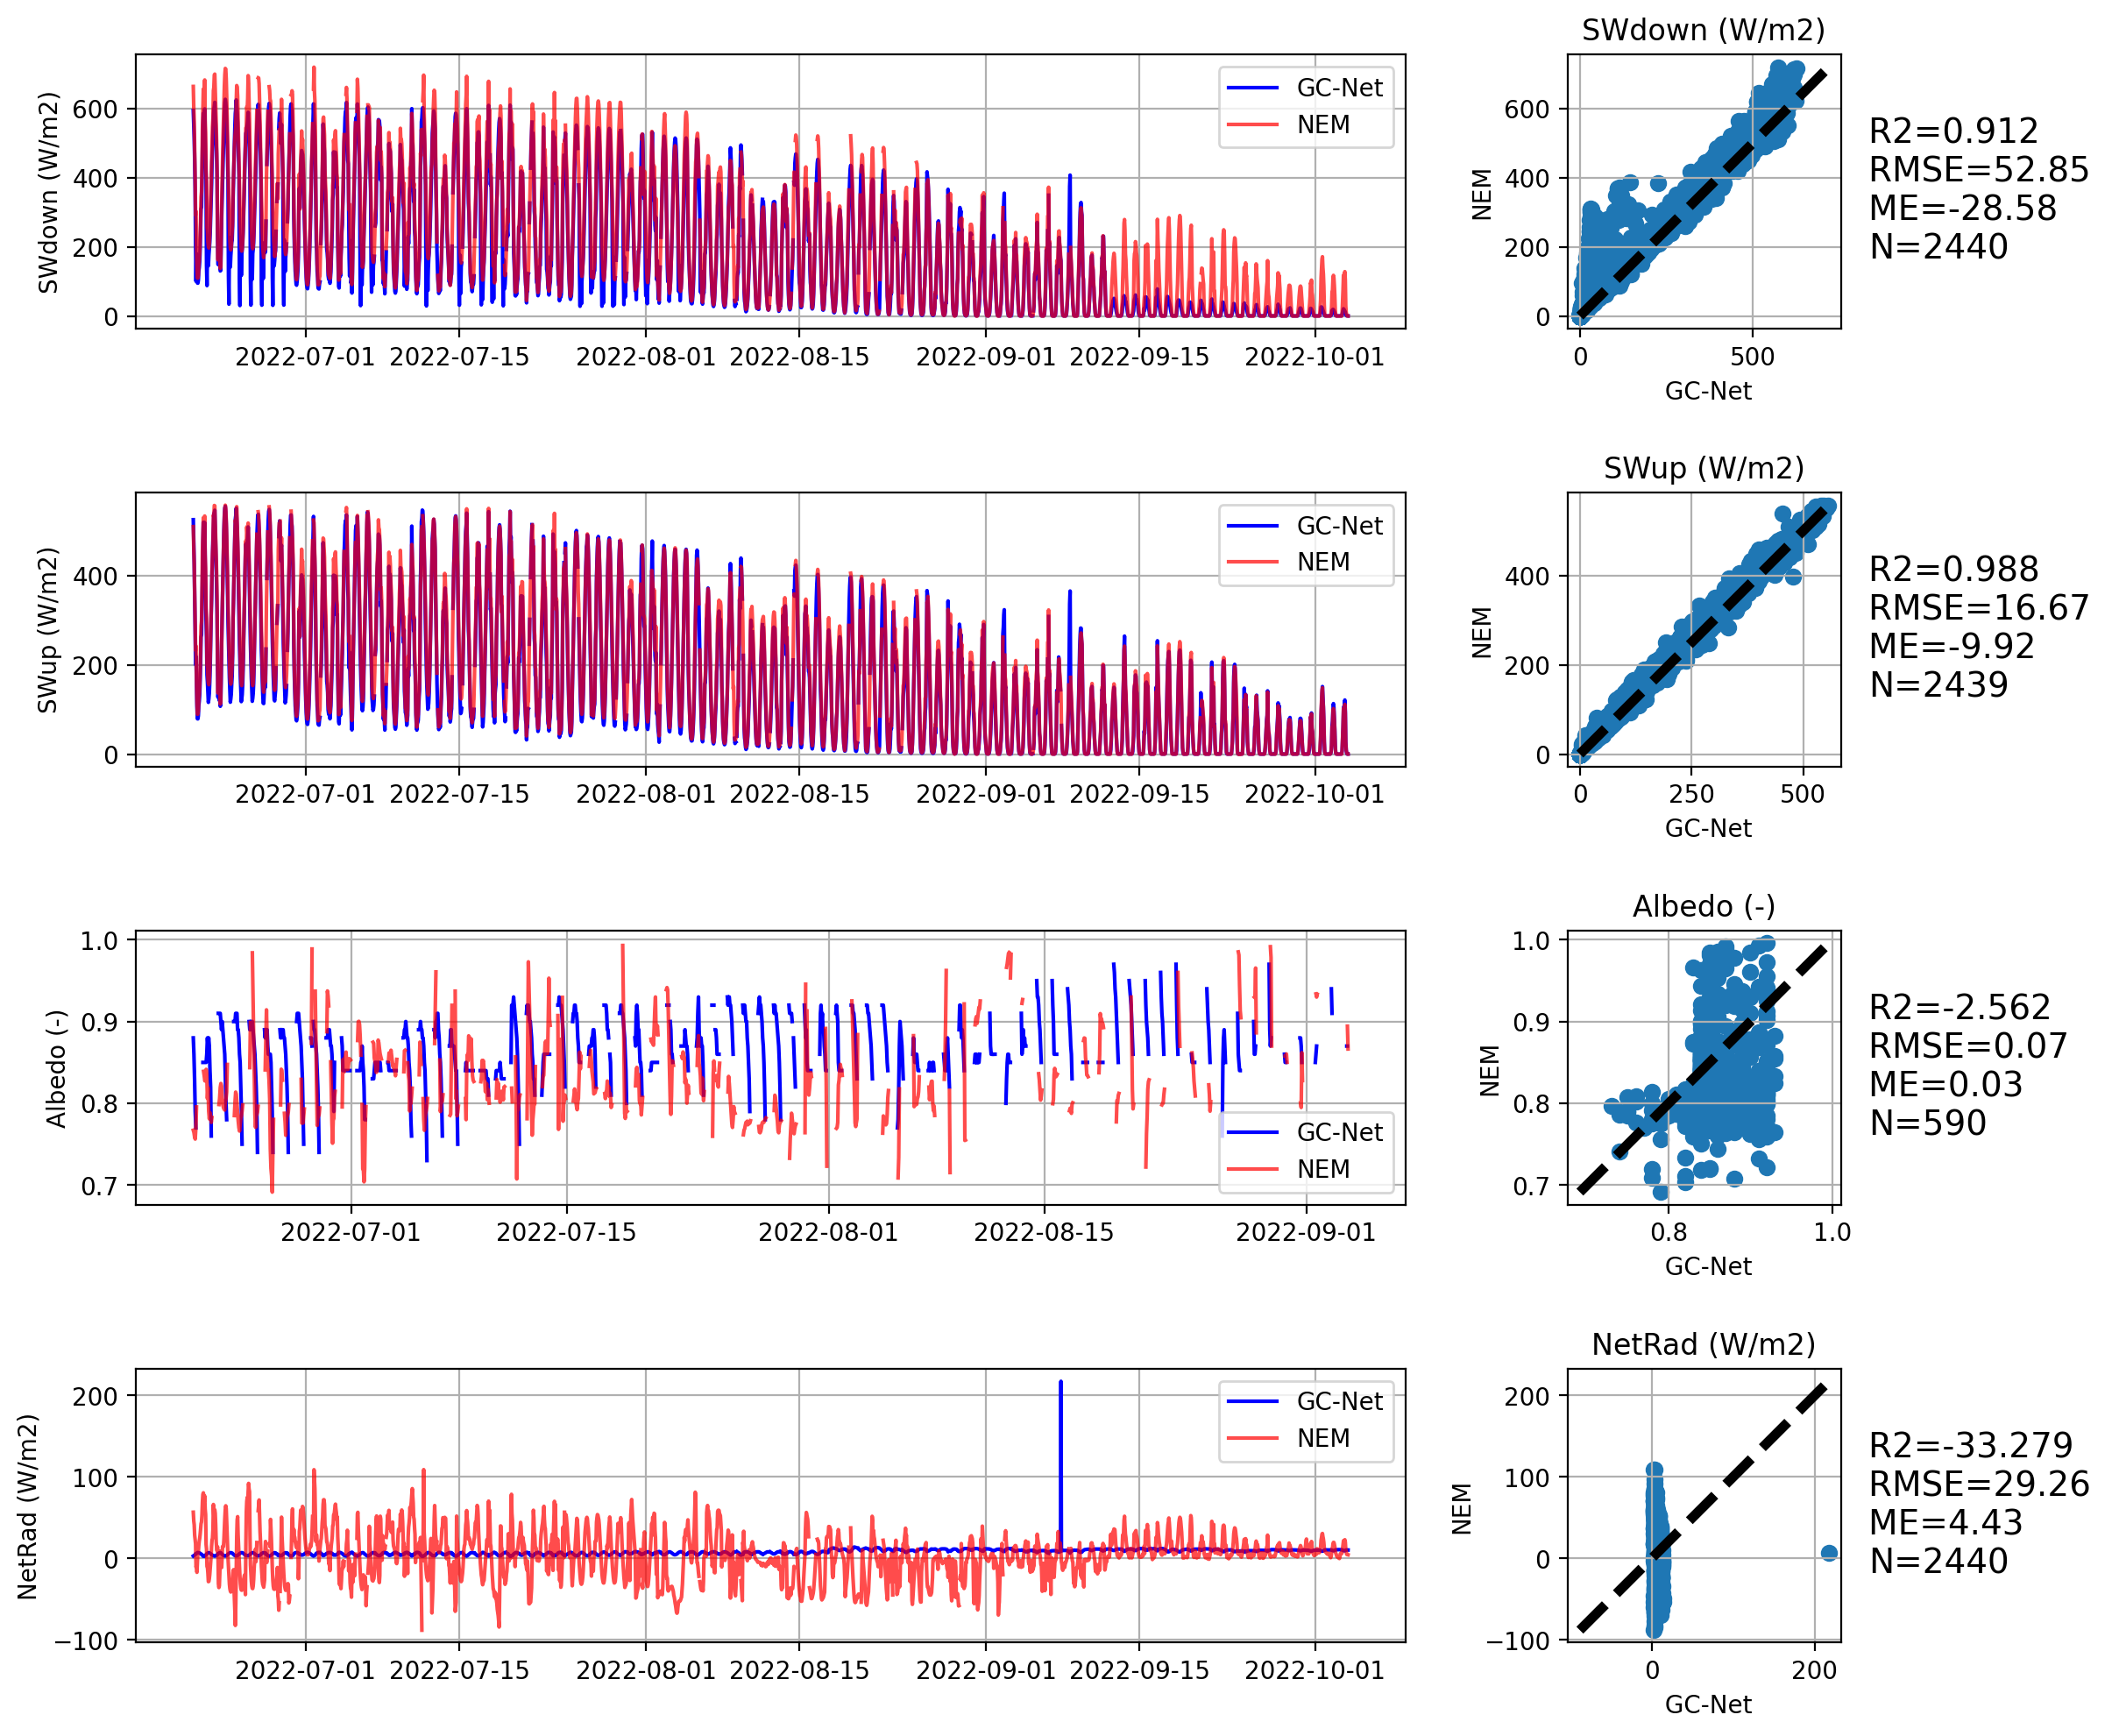 SWdown (W/m2)
SWdown (W/m2)
600
400
200
0
GC-Net
NEM
2022-07-01 2022-07-15 2022-08-01 2022-08-15 2022-09-01 2022-09-15 2022-10-01
NEM
600
400
200
0
0 500
GC-Net
R2=0.912
RMSE=52.85
ME=-28.58
N=2440
SWup (W/m2)
SWup (W/m2)
400
200
0
GC-Net
NEM
2022-07-01 2022-07-15 2022-08-01 2022-08-15 2022-09-01 2022-09-15 2022-10-01
NEM
400
200
0
0 250 500
GC-Net
R2=0.988
RMSE=16.67
ME=-9.92
N=2439
Albedo (-)
Albedo (-)
1.0
0.9
0.8
0.7
GC-Net
NEM
2022-07-01 2022-07-15 2022-08-01 2022-08-15 2022-09-01
NEM
1.0
0.9
0.8
0.7
0.8 1.0
GC-Net
R2=-2.562
RMSE=0.07
ME=0.03
N=590
NetRad (W/m2)
NetRad (W/m2)
200
100
0
−100
GC-Net
NEM
2022-07-01 2022-07-15 2022-08-01 2022-08-15 2022-09-01 2022-09-15 2022-10-01
NEM
200
100
0
−100
0 200
GC-Net
R2=-33.279
RMSE=29.26
ME=4.43
N=2440